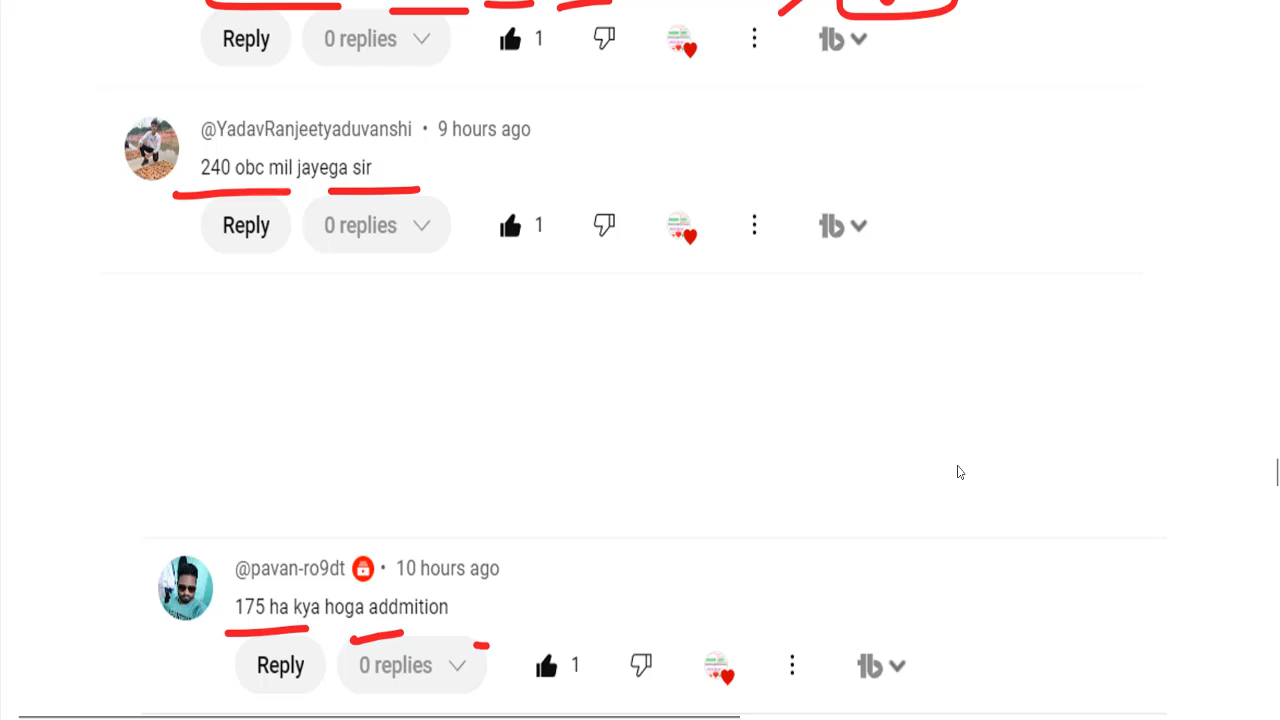 Reply 0 replies 1
@YadavRanjeetyaduvanshi • 9 hours ago
240 obc mil jayega sir
Reply 0 replies 1
@pavan-ro9dt • 10 hours ago
175 ha kya hoga addmition
Reply 0 replies 1